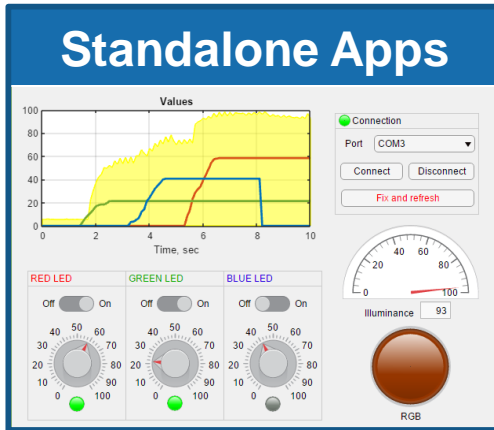 Standalone Apps
Values
100
80
60
40
20
0
0 2 4 6 8 10
Time, sec
Connection
Port COM3
Connect Disconnect
Fix and refresh
0 20 40 60 80 100
Illuminance 93
RGB
RED LED
Off On
0 10 20 30 40 50 60 70 80 90 100
GREEN LED
Off On
0 10 20 30 40 50 60 70 80 90 100
BLUE LED
Off On
0 10 20 30 40 50 60 70 80 90 100